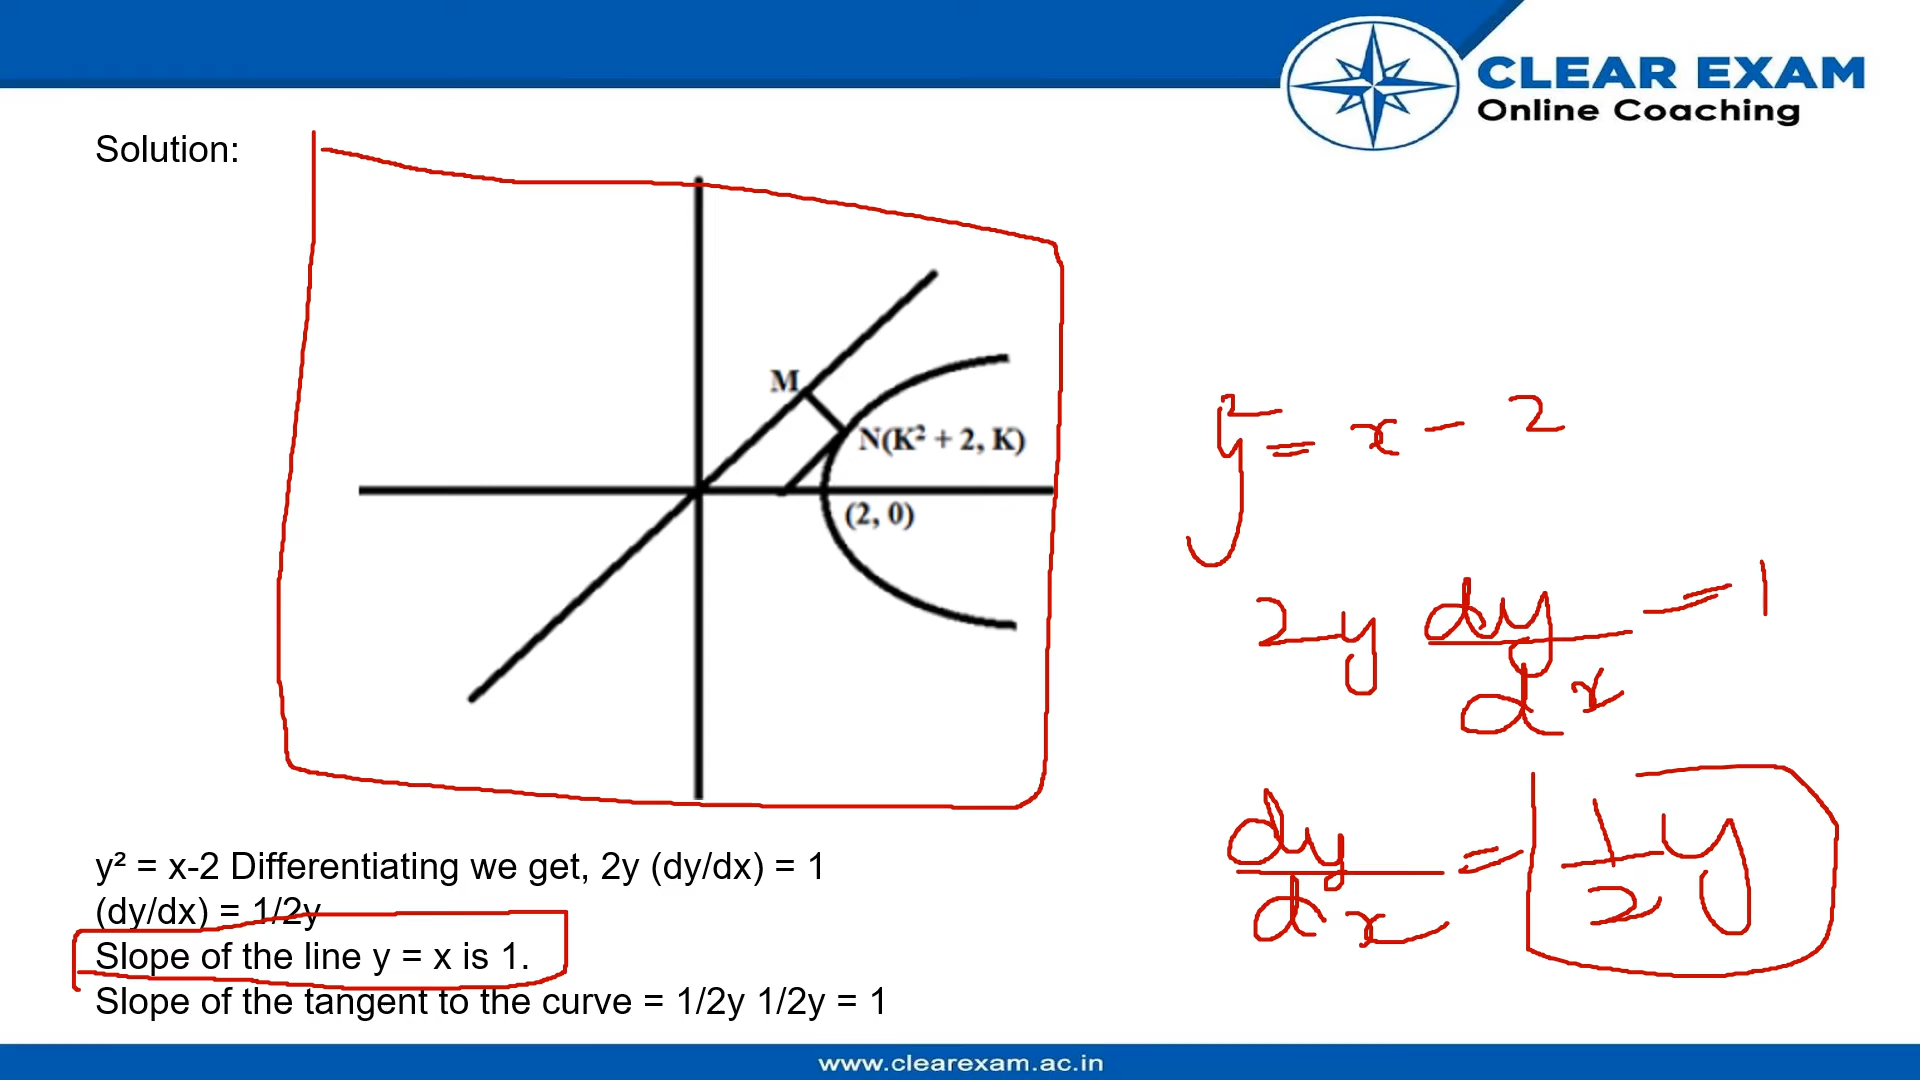 CLEAR EXAM
Online Coaching
Solution:
M
N(K² + 2, K)
(2, 0)
y² = x - 2
2y dy/dx = 1
dy/dx = 1/2y
y² = x-2 Differentiating we get, 2y (dy/dx) = 1
(dy/dx) = 1/2y
Slope of the line y = x is 1.
Slope of the tangent to the curve = 1/2y 1/2y = 1
www.clearexam.ac.in